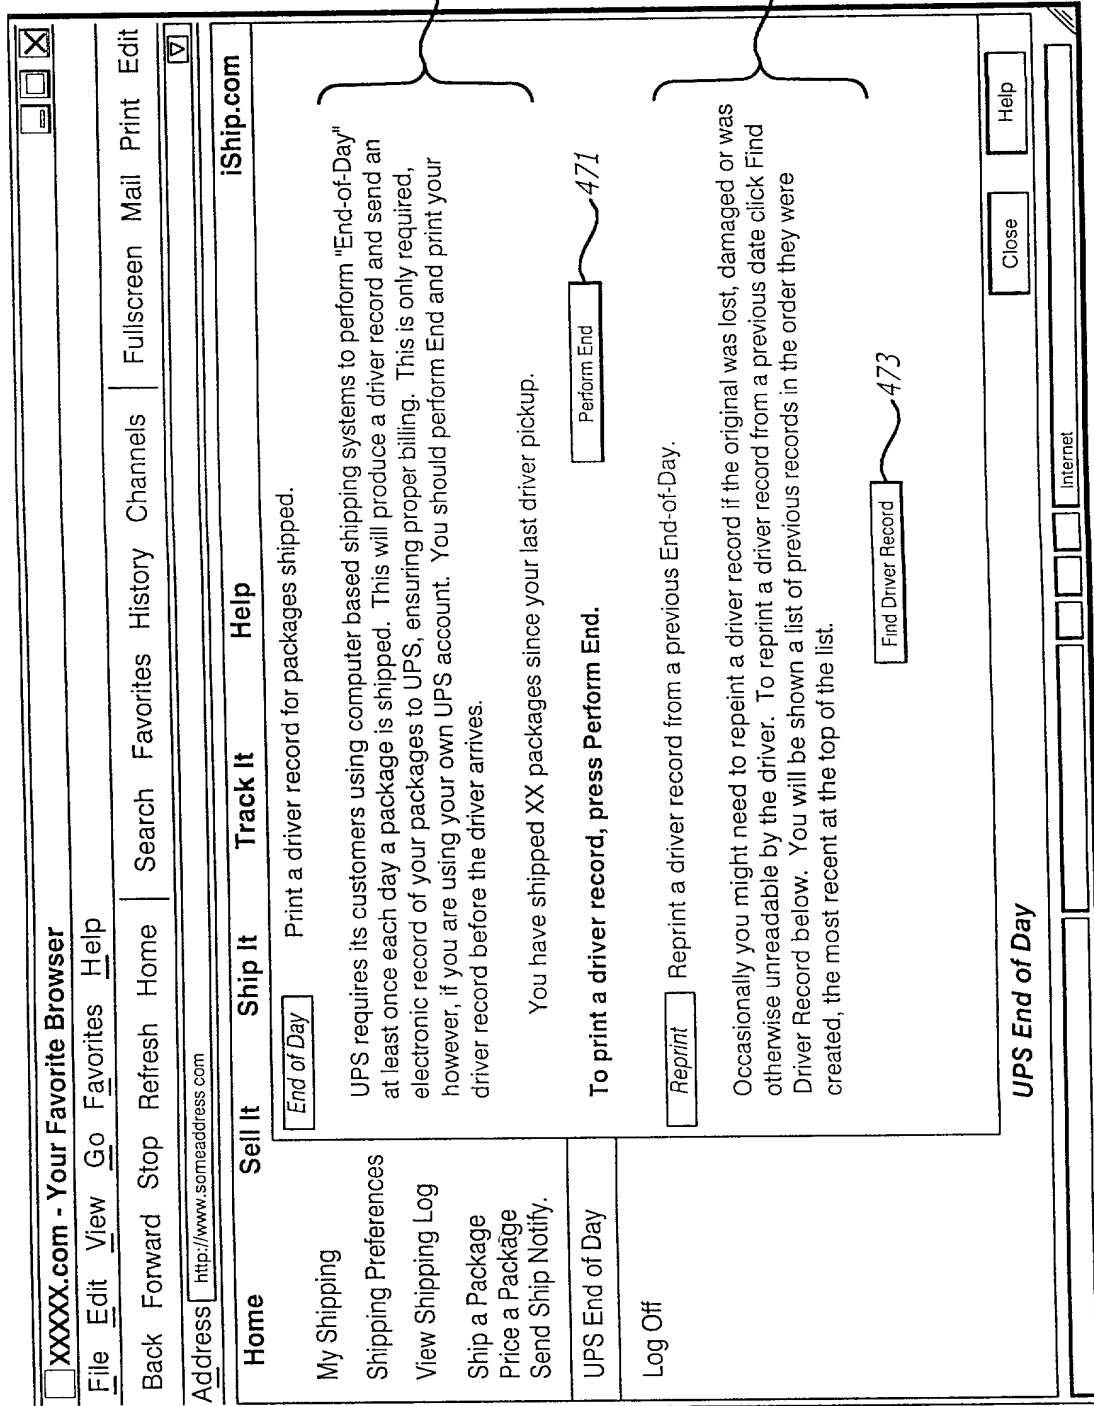 XXXXX.com - Your Favorite Browser
File Edit View Go Favorites Help
Back Forward Stop Refresh Home Search Favorites History Channels Fullscreen Mail Print Edit
Address http://www.someaddress com
Home Sell It Ship It Track It Help iShip.com
My Shipping
Shipping Preferences
View Shipping Log
Ship a Package
Price a Package
Send Ship Notify.
UPS End of Day
Log Off
End of Day Print a driver record for packages shipped.
UPS requires its customers using computer based shipping systems to perform "End-of-Day"
at least once each day a package is shipped. This will produce a driver record and send an
electronic record of your packages to UPS, ensuring proper billing. This is only required,
however, if you are using your own UPS account. You should perform End and print your
driver record before the driver arrives.
You have shipped XX packages since your last driver pickup.
To print a driver record, press Perform End.
Perform End
471
Reprint Reprint a driver record from a previous End-of-Day.
Occasionally you might need to repeint a driver record if the original was lost, damaged or was
otherwise unreadable by the driver. To reprint a driver record from a previous date click Find
Driver Record below. You will be shown a list of previous records in the order they were
created, the most recent at the top of the list.
Find Driver Record
473
UPS End of Day
Close Help
Internet